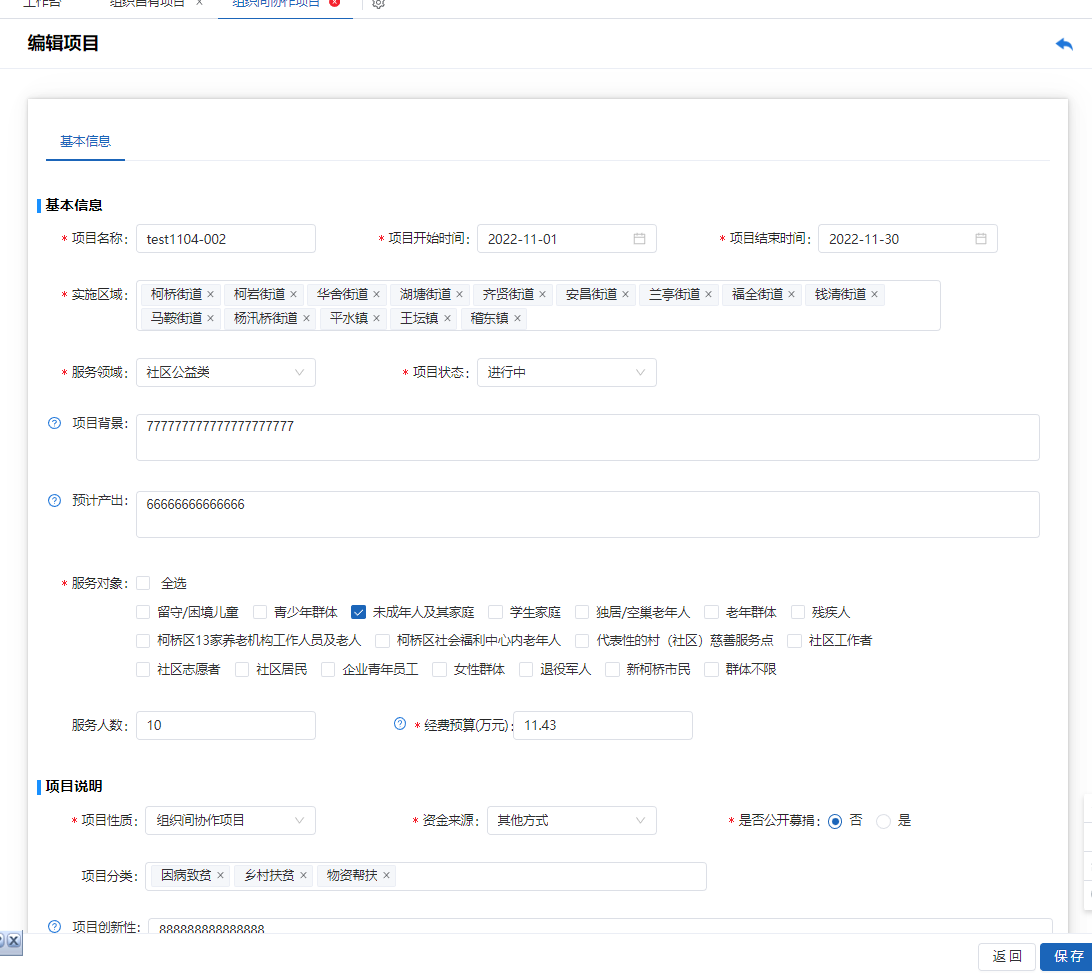 工作台 组织自有项目 × 组织间协作项目
编辑项目
基本信息
基本信息
* 项目名称: test1104-002 * 项目开始时间: 2022-11-01 * 项目结束时间: 2022-11-30
* 实施区域: 柯桥街道 × 柯岩街道 × 华舍街道 × 湖塘街道 × 齐贤街道 × 安昌街道 × 兰亭街道 × 福全街道 × 钱清街道 ×
马鞍街道 × 杨汛桥街道 × 平水镇 × 王坛镇 × 稽东镇 ×
* 服务领域: 社区公益类 * 项目状态: 进行中
? 项目背景: 777777777777777777777
? 预计产出: 66666666666666
* 服务对象: 全选
留守/困境儿童 青少年群体 未成年人及其家庭 学生家庭 独居/空巢老年人 老年群体 残疾人
柯桥区13家养老机构工作人员及老人 柯桥区社会福利中心内老年人 代表性的村（社区）慈善服务点 社区工作者
社区志愿者 社区居民 企业青年员工 女性群体 退役军人 新柯桥市民 群体不限
服务人数: 10 ? * 经费预算(万元): 11.43
项目说明
* 项目性质: 组织间协作项目 * 资金来源: 其他方式 * 是否公开募捐: 否 是
项目分类: 因病致贫 × 乡村扶贫 × 物资帮扶 ×
? 项目创新性: 888888888888888
返 回 保 存